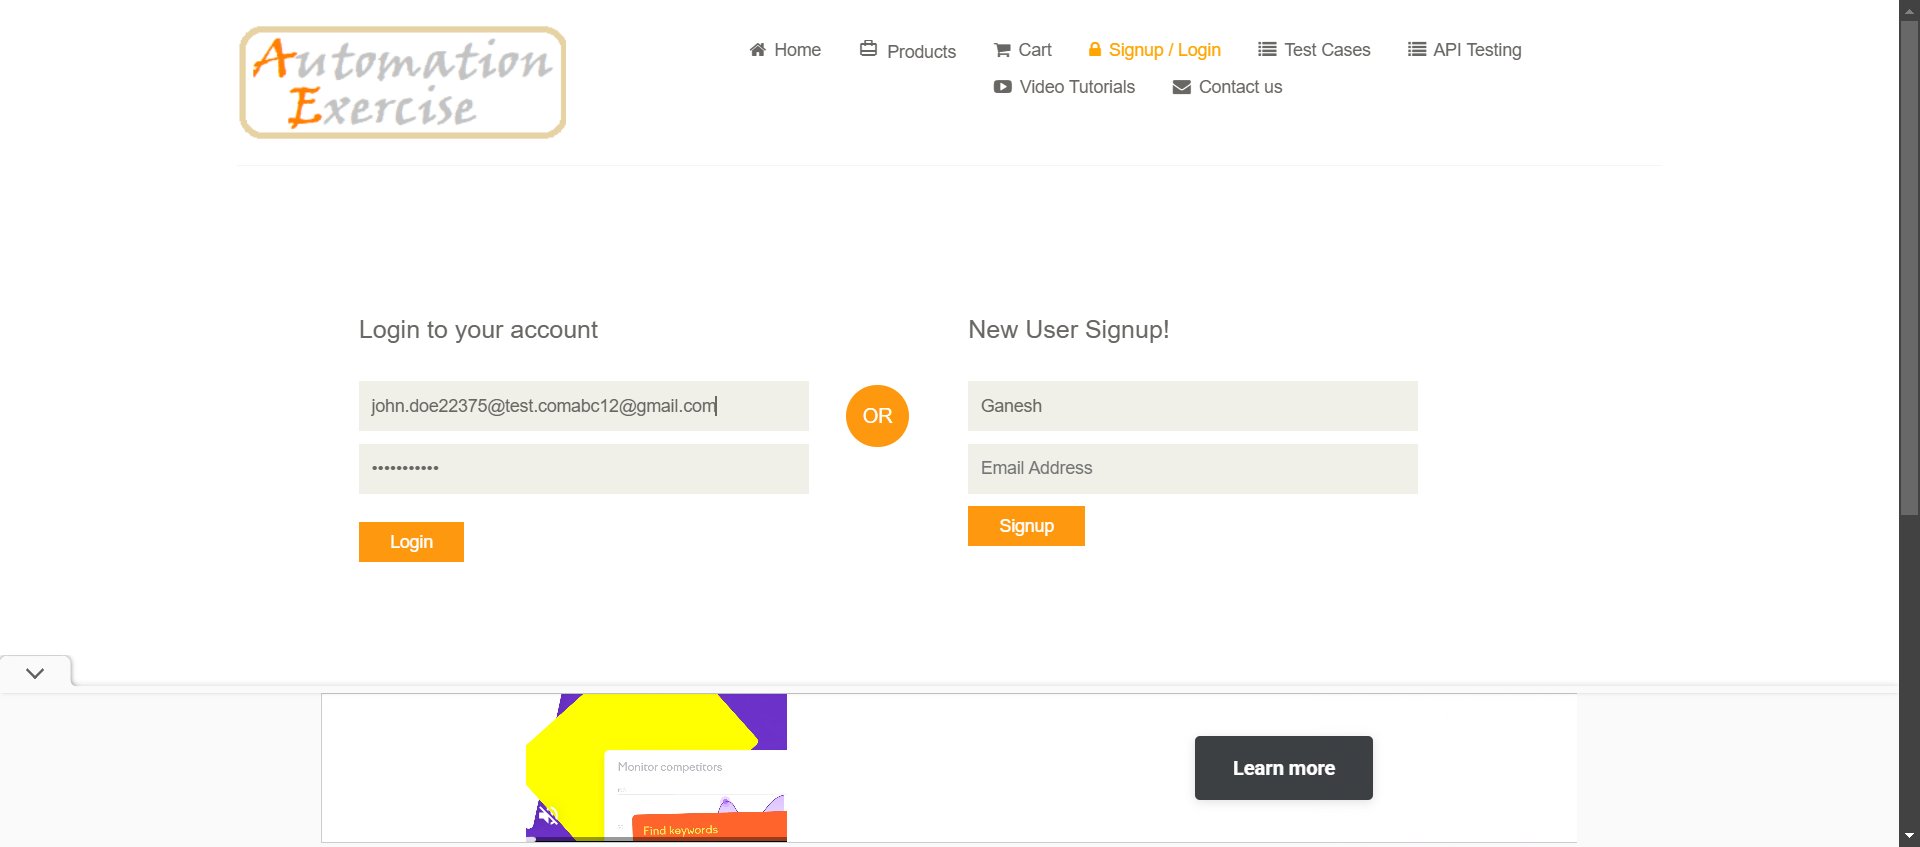 Automation
Exercise
Home
Products
Cart
Signup / Login
Test Cases
API Testing
Video Tutorials
Contact us
Login to your account
john.doe22375@test.comabc12@gmail.com
•••••••••••
Login
OR
New User Signup!
Ganesh
Email Address
Signup
Monitor competitors
Find keywords
Learn more